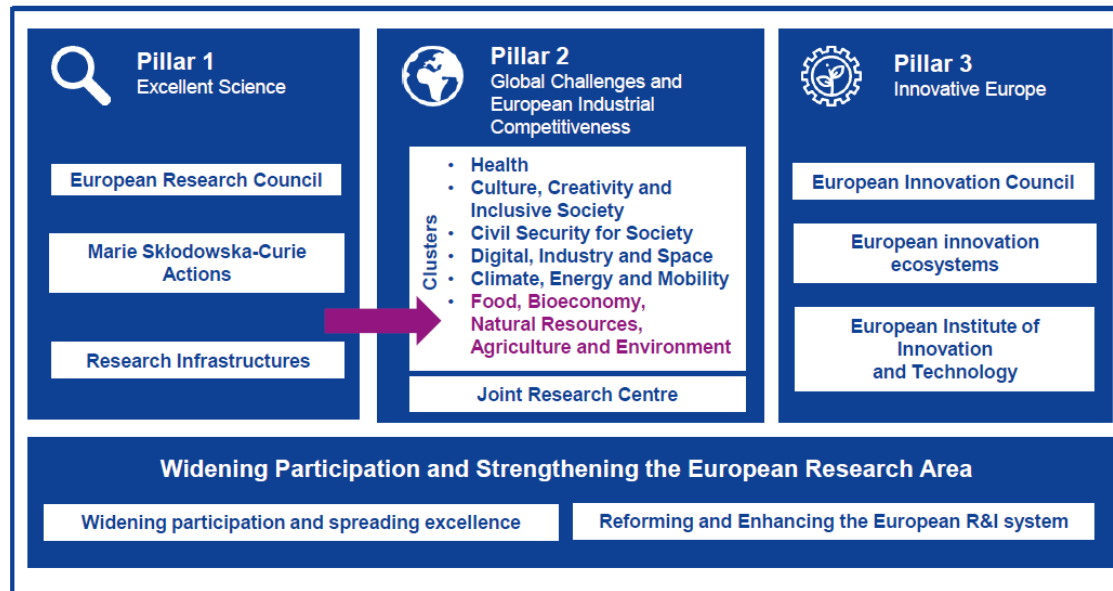 Pillar 1
Excellent Science
European Research Council
Marie Skłodowska-Curie
Actions
Research Infrastructures
Pillar 2
Global Challenges and
European Industrial
Competitiveness
Clusters
• Health
• Culture, Creativity and
Inclusive Society
• Civil Security for Society
• Digital, Industry and Space
• Climate, Energy and Mobility
• Food, Bioeconomy,
Natural Resources,
Agriculture and Environment
Joint Research Centre
Pillar 3
Innovative Europe
European Innovation Council
European innovation
ecosystems
European Institute of
Innovation
and Technology
Widening Participation and Strengthening the European Research Area
Widening participation and spreading excellence
Reforming and Enhancing the European R&I system